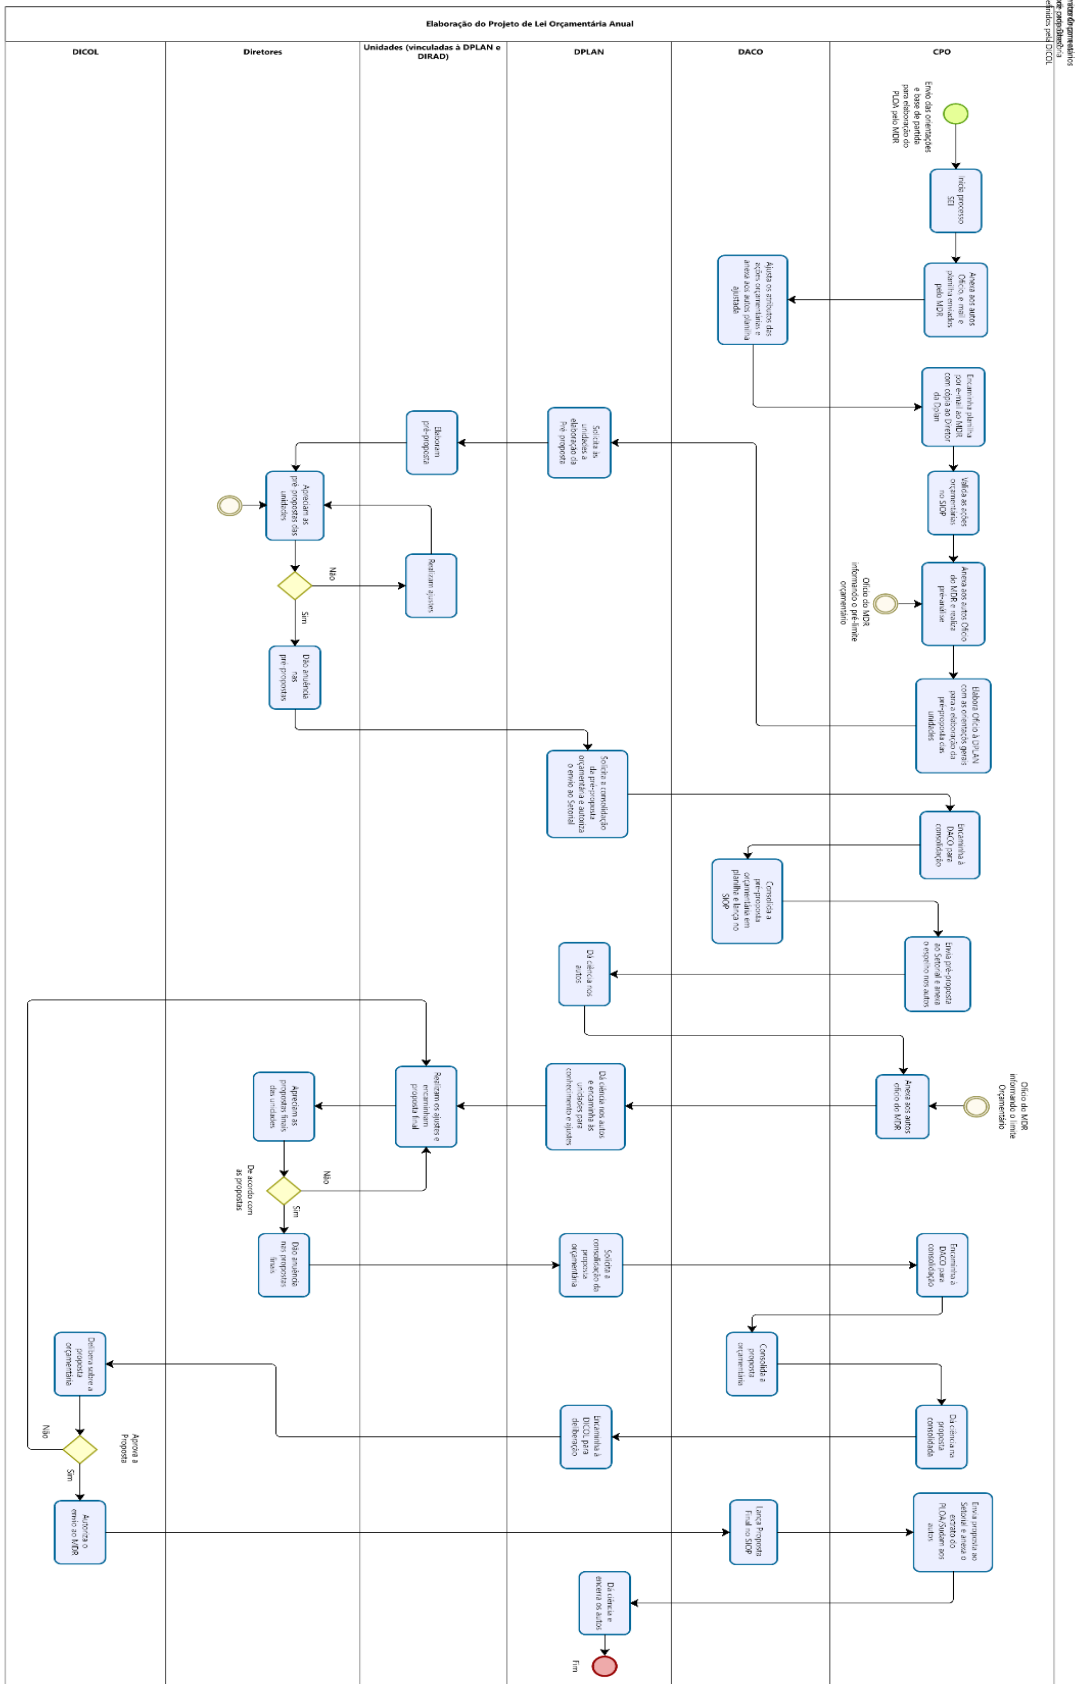 Elaboração do Projeto de Lei Orçamentária Anual
DICOL
Diretores
Unidades (vinculadas à DPLAN e
DIRAD)
DPLAN
DACO
CPO
definidos pela DICOL
Envio das orientações
e base de partida
para elaboração do
PLOA pelo MDR
Inicia processo
SEI
Anexa aos autos
Ofício, e-mail e
planilha enviados
pelo MDR
Ajusta os atributos das
ações orçamentárias e
anexa aos autos planilha
ajustada
Encaminha planilha
por e-mail ao MDR
com cópia ao Diretor
da Dplan
Valida as ações
orçamentárias
no SIOP
Ofício do MDR
informando o pré-limite
orçamentário
Anexa aos autos Ofício
do MDR e realiza
pré-análise
Elabora Ofício à DPLAN
com as orientações gerais
para a elaboração da
pré-proposta das
unidades
Solicita às
unidades a
elaboração da
Pré-proposta
Elaboram
pré-proposta
Apreciam as
pré-propostas das
unidades
Não
Realizam ajustes
Sim
Dão anuência
nas
pré-propostas
Solicita a consolidação
da pré-proposta
orçamentária e autoriza
o envio ao Setorial
Encaminha à
DACO para
consolidação
Consolida a
pré-proposta
orçamentária em
planilha e lança no
SIOP
Envia pré-proposta
ao Setorial e anexa
o espelho nos autos
Dá ciência nos
autos
Ofício do MDR
informando o limite
Orçamentário
Anexa aos autos
ofício do MDR
Dá ciência nos autos
e encaminha às
unidades para
conhecimento e ajustes
Realizam os ajustes e
encaminham
proposta final
Apreciam as
propostas finais
das unidades
De acordo com
as propostas
Não
Sim
Dão anuência
nas propostas
finais
Solicita a
consolidação da
proposta
orçamentária
Encaminha à
DACO para
consolidação
Consolida a
proposta
orçamentária
Dá ciência na
proposta
consolidada
Encaminha à
DICOL para
deliberação
Delibera sobre a
proposta
orçamentária
Aprova a
Proposta
Não
Sim
Autoriza o
envio ao MDR
Lança Proposta
Final no SIOP
Envia proposta ao
Setorial e anexa o
extrato do
PLOA/Sudam aos
autos
Dá ciência e
encerra os autos
Fim